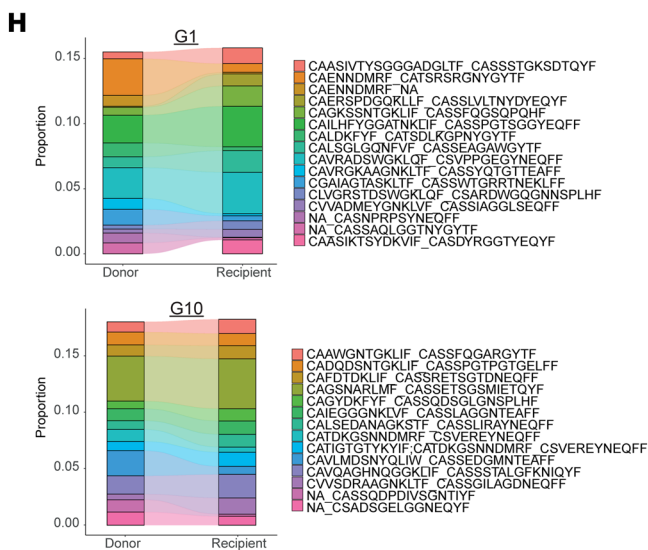 H
G1
Proportion
0.15
0.10
0.05
0.00
Donor
Recipient
CAASIVTYSGGGADGLTF_CASSSTGKSDTQYF
CAENNDMRF_CATSRSRGNYGYTF
CAENNDMRF_NA
CAERSPDGQKLLF_CASSLVLTNYDYEQYF
CAGKSSNTGKLIF_CASSFQGSQPQHF
CAILHFYGGATNKLIF_CASSPGTSGGYEQFF
CALDKFYF_CATSDLKGPNYGYTF
CALSGLGQNFVF_CASSEAGAWGYTF
CAVRADSWGKLQF_CSVPPGEGYNEQFF
CAVRGKAAGNKLTF_CASSYQTGTTEAFF
CGAIAGTASKLTF_CASSWTGRRTNEKLFF
CLVGRSTDSWGKLQF_CSARDWGQGNNSPLHF
CVVADMEYGNKLVF_CASSIAGGLSEQFF
NA_CASNPRPSYNEQFF
NA_CASSAQLGGTNYGYTF
CAASIKTSYDKVIF_CASDYRGGTYEQYF
G10
Proportion
0.15
0.10
0.05
0.00
Donor
Recipient
CAAWGNTGKLIF_CASSFQGARGYTF
CADQDSNTGKLIF_CASSPGTPGTGELFF
CAFDTDKLIF_CASSRETSGTDNEQFF
CAGSNARLMF_CASSETSGSMIETQYF
CAGYDKFYF_CASSQDSGLGNSPLHF
CAIEGGGNKLVF_CASSLAGGNTEAFF
CALSEDANAGKSTF_CASSLIRAYNEQFF
CATDKGSNNDMRF_CSVEREYNEQFF
CATIGTGTYKYIF;CATDKGSNNDMRF_CSVEREYNEQFF
CAVLMDSNYQLIW_CASSEDGMNTEAFF
CAVQAGHNQGGKLIF_CASSSTALGFKNIQYF
CVVSDRAAGNKLTF_CASSGILAGDNEQFF
NA_CASSQDPDIVSGNTIYF
NA_CSADSGELGGNEQYF